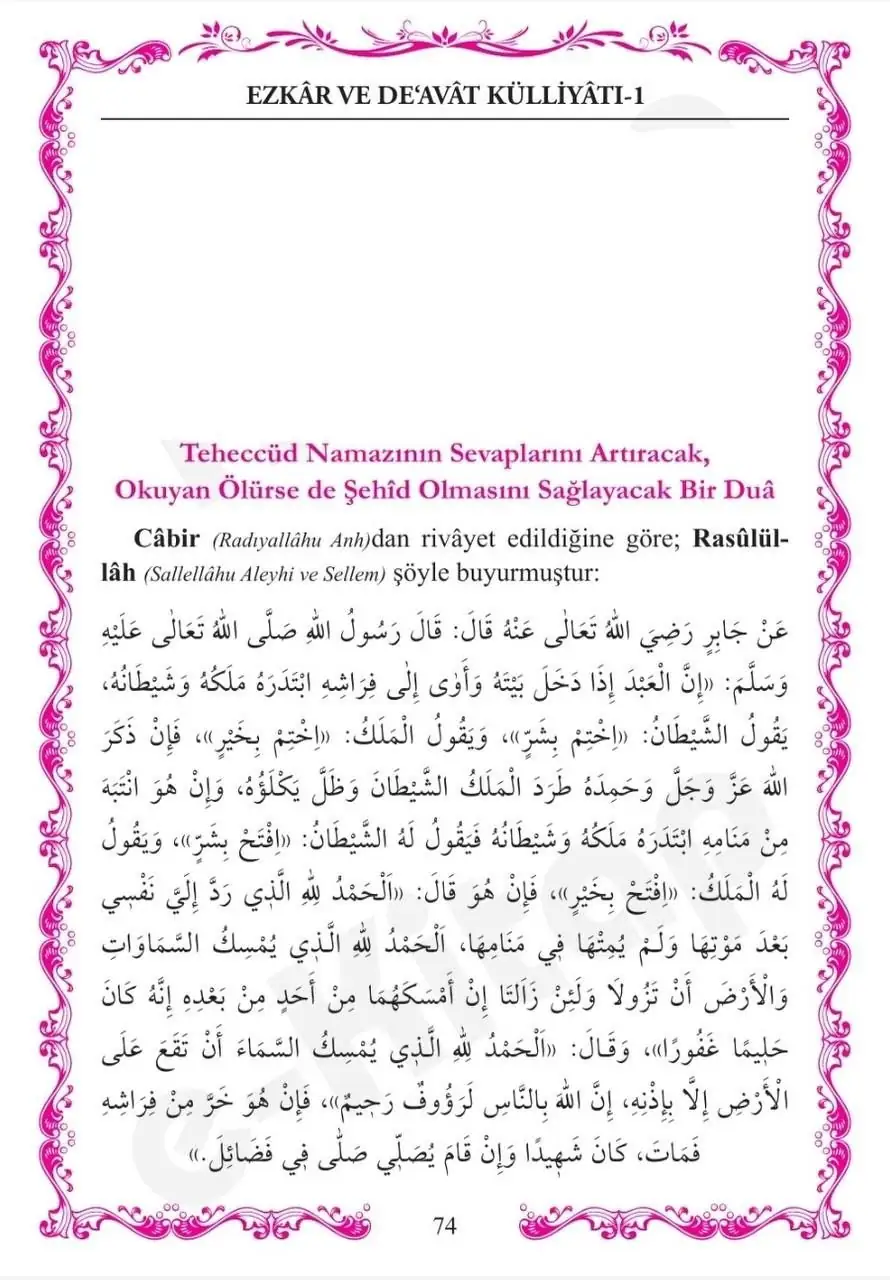 EZKÂR VE DE‘AVÂT KÜLLİYÂTI-1
Teheccüd Namazının Sevaplarını Artıracak,
Okuyan Ölürse de Şehîd Olmasını Sağlayacak Bir Duâ
Câbir (Radıyallâhu Anh)dan rivâyet edildiğine göre; Rasûlül-
lâh (Sallellâhu Aleyhi ve Sellem) şöyle buyurmuştur:
عَنْ جَابِرٍ رَضِيَ اللهُ تَعَالٰى عَنْهُ قَالَ: قَالَ رَسُولُ اللهِ صَلَّى اللهُ تَعَالٰى عَلَيْهِ
وَسَلَّمَ: «إِنَّ الْعَبْدَ إِذَا دَخَلَ بَيْتَهُ وَأَوٰى إِلٰى فِرَاشِهِ ابْتَدَرَهُ مَلَكُهُ وَشَيْطَانُهُ،
يَقُولُ الشَّيْطَانُ: «اِخْتِمْ بِشَرٍّ»، وَيَقُولُ الْمَلَكُ: «اِخْتِمْ بِخَيْرٍ»، فَإِنْ ذَكَرَ
اللهَ عَزَّ وَجَلَّ وَحَمِدَهُ طَرَدَ الْمَلَكُ الشَّيْطَانَ وَظَلَّ يَكْلَؤُهُ، وَإِنْ هُوَ انْتَبَهَ
مِنْ مَنَامِهِ ابْتَدَرَهُ مَلَكُهُ وَشَيْطَانُهُ فَيَقُولُ لَهُ الشَّيْطَانُ: «اِفْتَحْ بِشَرٍّ»، وَيَقُولُ
لَهُ الْمَلَكُ: «اِفْتَحْ بِخَيْرٍ»، فَإِنْ هُوَ قَالَ: «اَلْحَمْدُ لِلّٰهِ الَّذِي رَدَّ إِلَيَّ نَفْسِي
بَعْدَ مَوْتِهَا وَلَمْ يُمِتْهَا فِي مَنَامِهَا، اَلْحَمْدُ لِلّٰهِ الَّذِي يُمْسِكُ السَّمَاوَاتِ
وَالْأَرْضَ أَنْ تَزُولَا وَلَئِنْ زَالَتَا إِنْ أَمْسَكَهُمَا مِنْ أَحَدٍ مِنْ بَعْدِهِ إِنَّهُ كَانَ
حَلِيمًا غَفُورًا»، وَقَالَ: «اَلْحَمْدُ لِلّٰهِ الَّذِي يُمْسِكُ السَّمَاءَ أَنْ تَقَعَ عَلَى
الْأَرْضِ إِلَّا بِإِذْنِهِ، إِنَّ اللهَ بِالنَّاسِ لَرَؤُوفٌ رَحِيمٌ»، فَإِنْ هُوَ خَرَّ مِنْ فِرَاشِهِ
فَمَاتَ، كَانَ شَهِيدًا وَإِنْ قَامَ يُصَلِّي صَلّٰى فِي فَضَائِلَ.»
e-Kitap
74